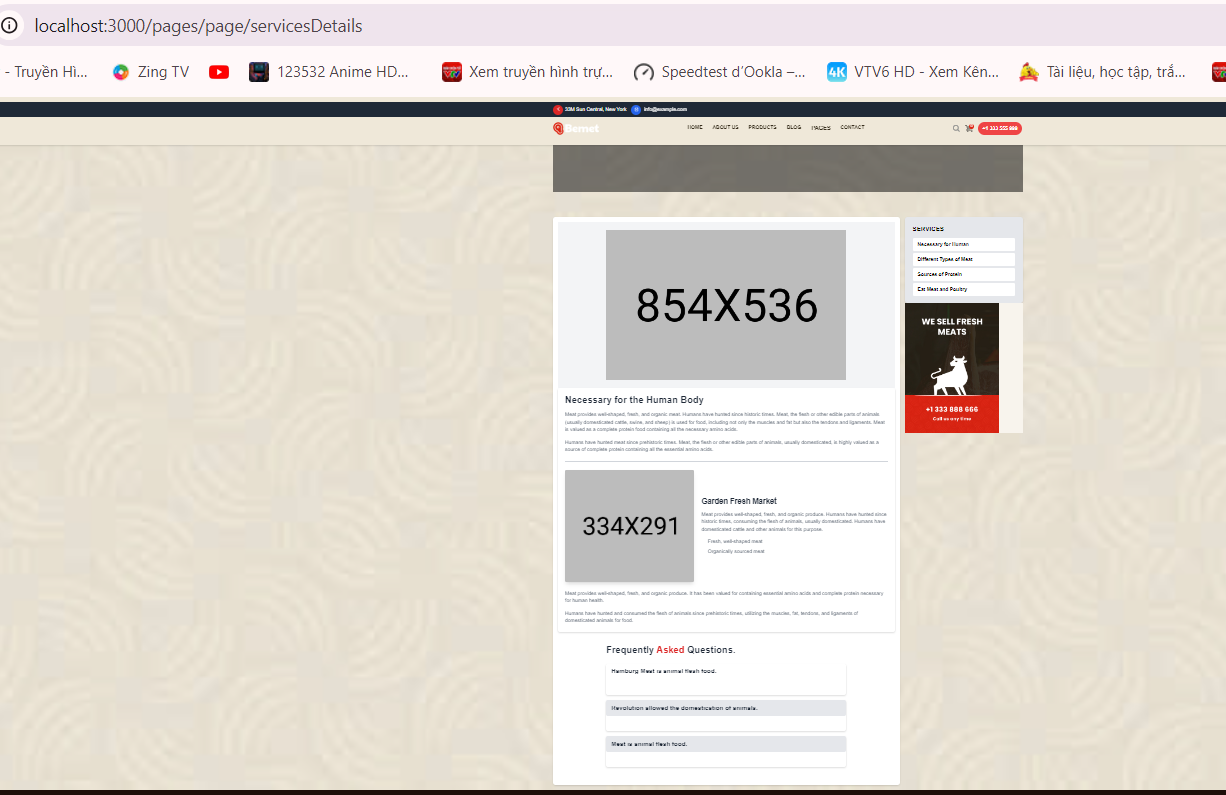 localhost:3000/pages/page/servicesDetails
- Truyền Hì...
Zing TV
123532 Anime HD...
Xem truyền hình trự...
Speedtest d'Ookla –...
4K
VTV6 HD - Xem Kên...
Tài liệu, học tập, trắ...
33M Sun Central, New York
info@example.com
Bemet
HOME
ABOUT US
PRODUCTS
BLOG
PAGES
CONTACT
+1 333 555 888
854X536
Necessary for the Human Body
Meat provides well-shaped, fresh, and organic meat. Humans have hunted since historic times. Meat, the flesh or other edible parts of animals
(usually domesticated cattle, swine, and sheep) is used for food, including not only the muscles and fat but also the tendons and ligaments. Meat
is valued as a complete protein food containing all the necessary amino acids.
Humans have hunted meat since prehistoric times. Meat, the flesh or other edible parts of animals, usually domesticated, is highly valued as a
source of complete protein containing all the essential amino acids.
334X291
Garden Fresh Market
Meat provides well-shaped, fresh, and organic produce. Humans have hunted since
historic times, consuming the flesh of animals, usually domesticated. Humans have
domesticated cattle and other animals for this purpose.
Fresh, well-shaped meat
Organically sourced meat
Meat provides well-shaped, fresh, and organic produce. It has been valued for containing essential amino acids and complete protein necessary
for human health.
Humans have hunted and consumed the flesh of animals since prehistoric times, utilizing the muscles, fat, tendons, and ligaments of
domesticated animals for food.
Frequently Asked Questions.
Hamburg Meat is animal flesh food.
Revolution allowed the domestication of animals.
Meat is animal flesh food.
SERVICES
Necessary for Human
Different Types of Meat
Sources of Protein
Eat Meat and Poultry
WE SELL FRESH
MEATS
+1 333 888 666
Call us any time